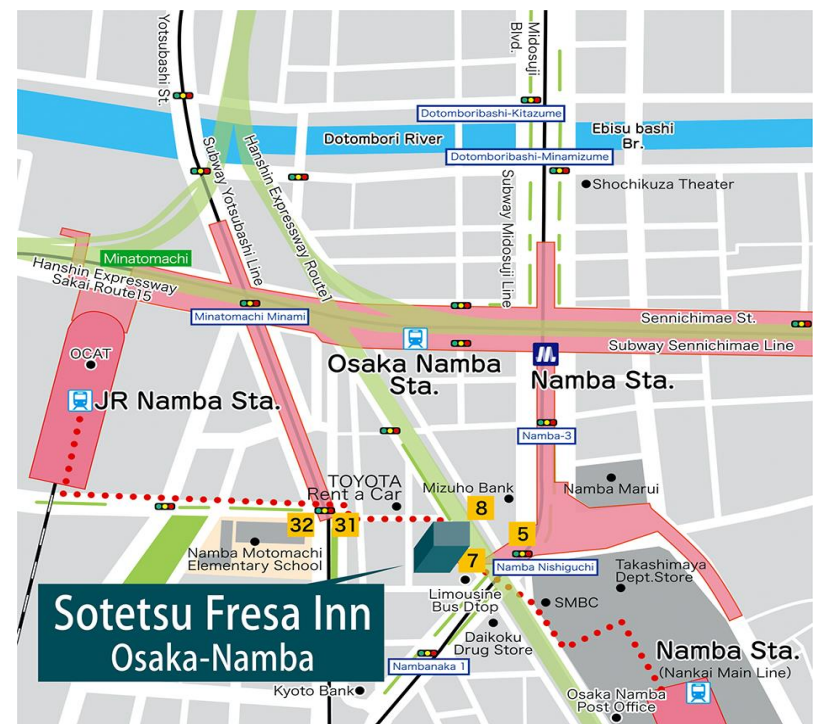 Yotsubashi St.
Midosuji
Blvd.
Dotomboribashi-Kitazume
Dotombori River
Ebisu bashi
Br.
Dotomboribashi-Minamizume
Subway Yotsubashi Line
Hanshin Expressway Route1
Subway Midosuji Line
Shochikuza Theater
Minatomachi
Hanshin Expressway
Sakai Route15
Minatomachi Minami
Sennichimae St.
Subway Sennichimae Line
OCAT
Osaka Namba
Sta.
Namba Sta.
JR Namba Sta.
Namba-3
TOYOTA
Rent a Car
Mizuho Bank
Namba Marui
8
32
31
5
Namba Motomachi
Elementary School
7
Namba Nishiguchi
Takashimaya
Dept.Store
Limousine
Bus Dtop
SMBC
Sotetsu Fresa Inn
Osaka-Namba
Daikoku
Drug Store
Nambanaka 1
Namba Sta.
(Nankai Main Line)
Kyoto Bank
Osaka Namba
Post Office